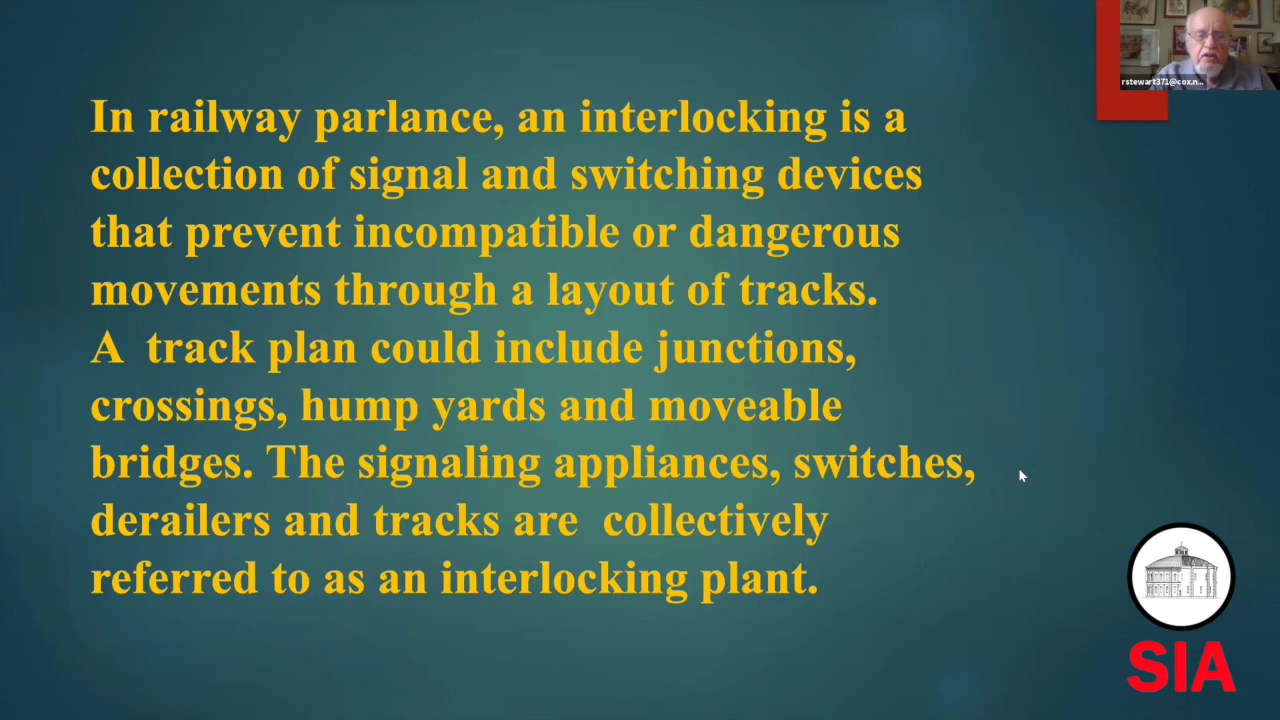 In railway parlance, an interlocking is a
collection of signal and switching devices
that prevent incompatible or dangerous
movements through a layout of tracks.
A track plan could include junctions,
crossings, hump yards and moveable
bridges. The signaling appliances, switches,
derailers and tracks are collectively
referred to as an interlocking plant.
rstewart371@cox.n...
SIA